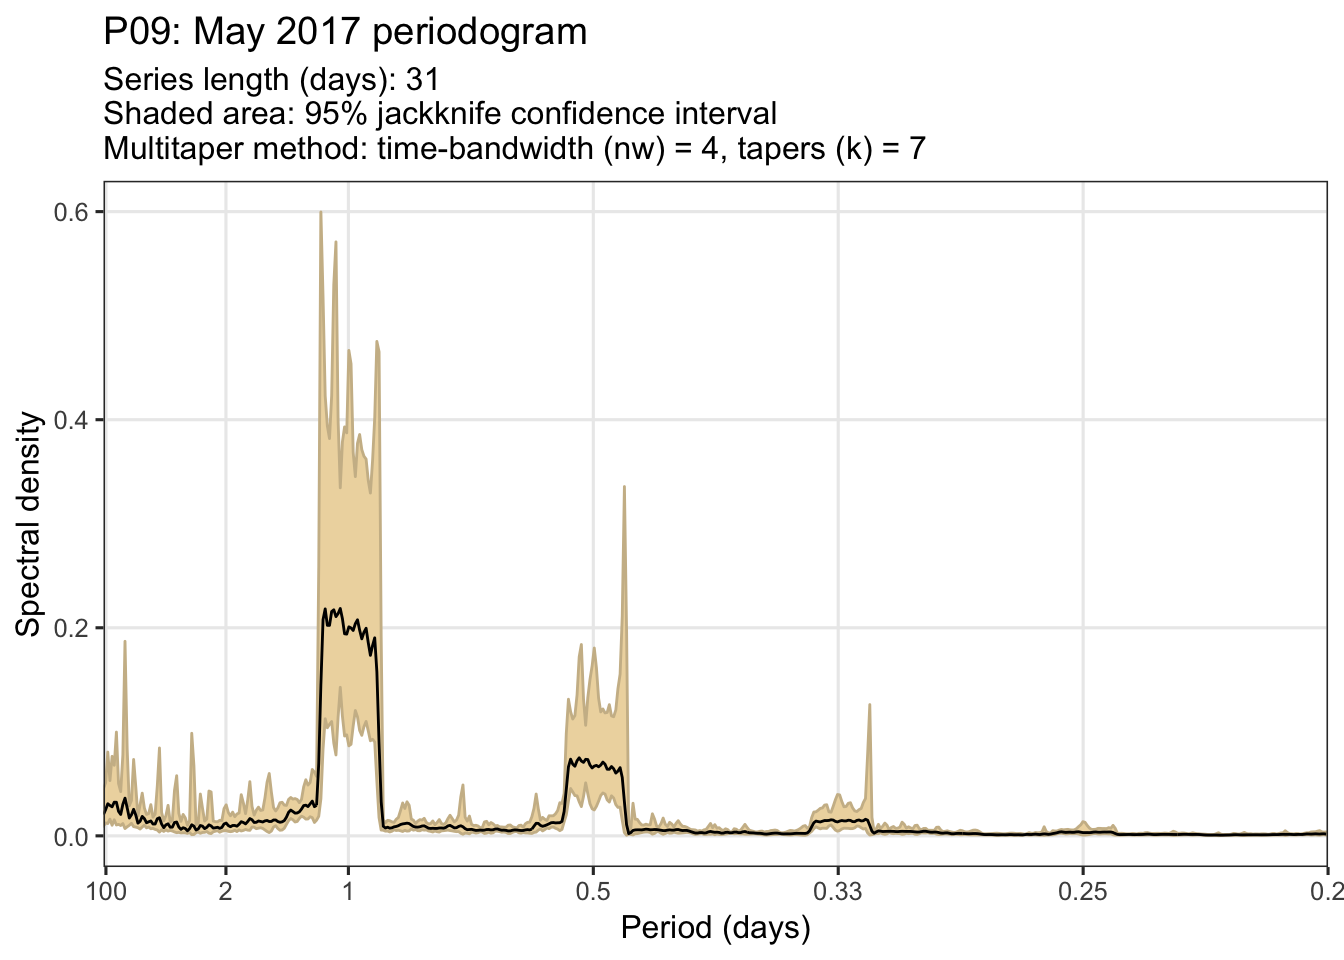 P09: May 2017 periodogram
Series length (days): 31
Shaded area: 95% jackknife confidence interval
Multitaper method: time-bandwidth (nw) = 4, tapers (k) = 7
0.6
0.4
0.2
0.0
Spectral density
100 2 1 0.5 0.33 0.25 0.2
Period (days)